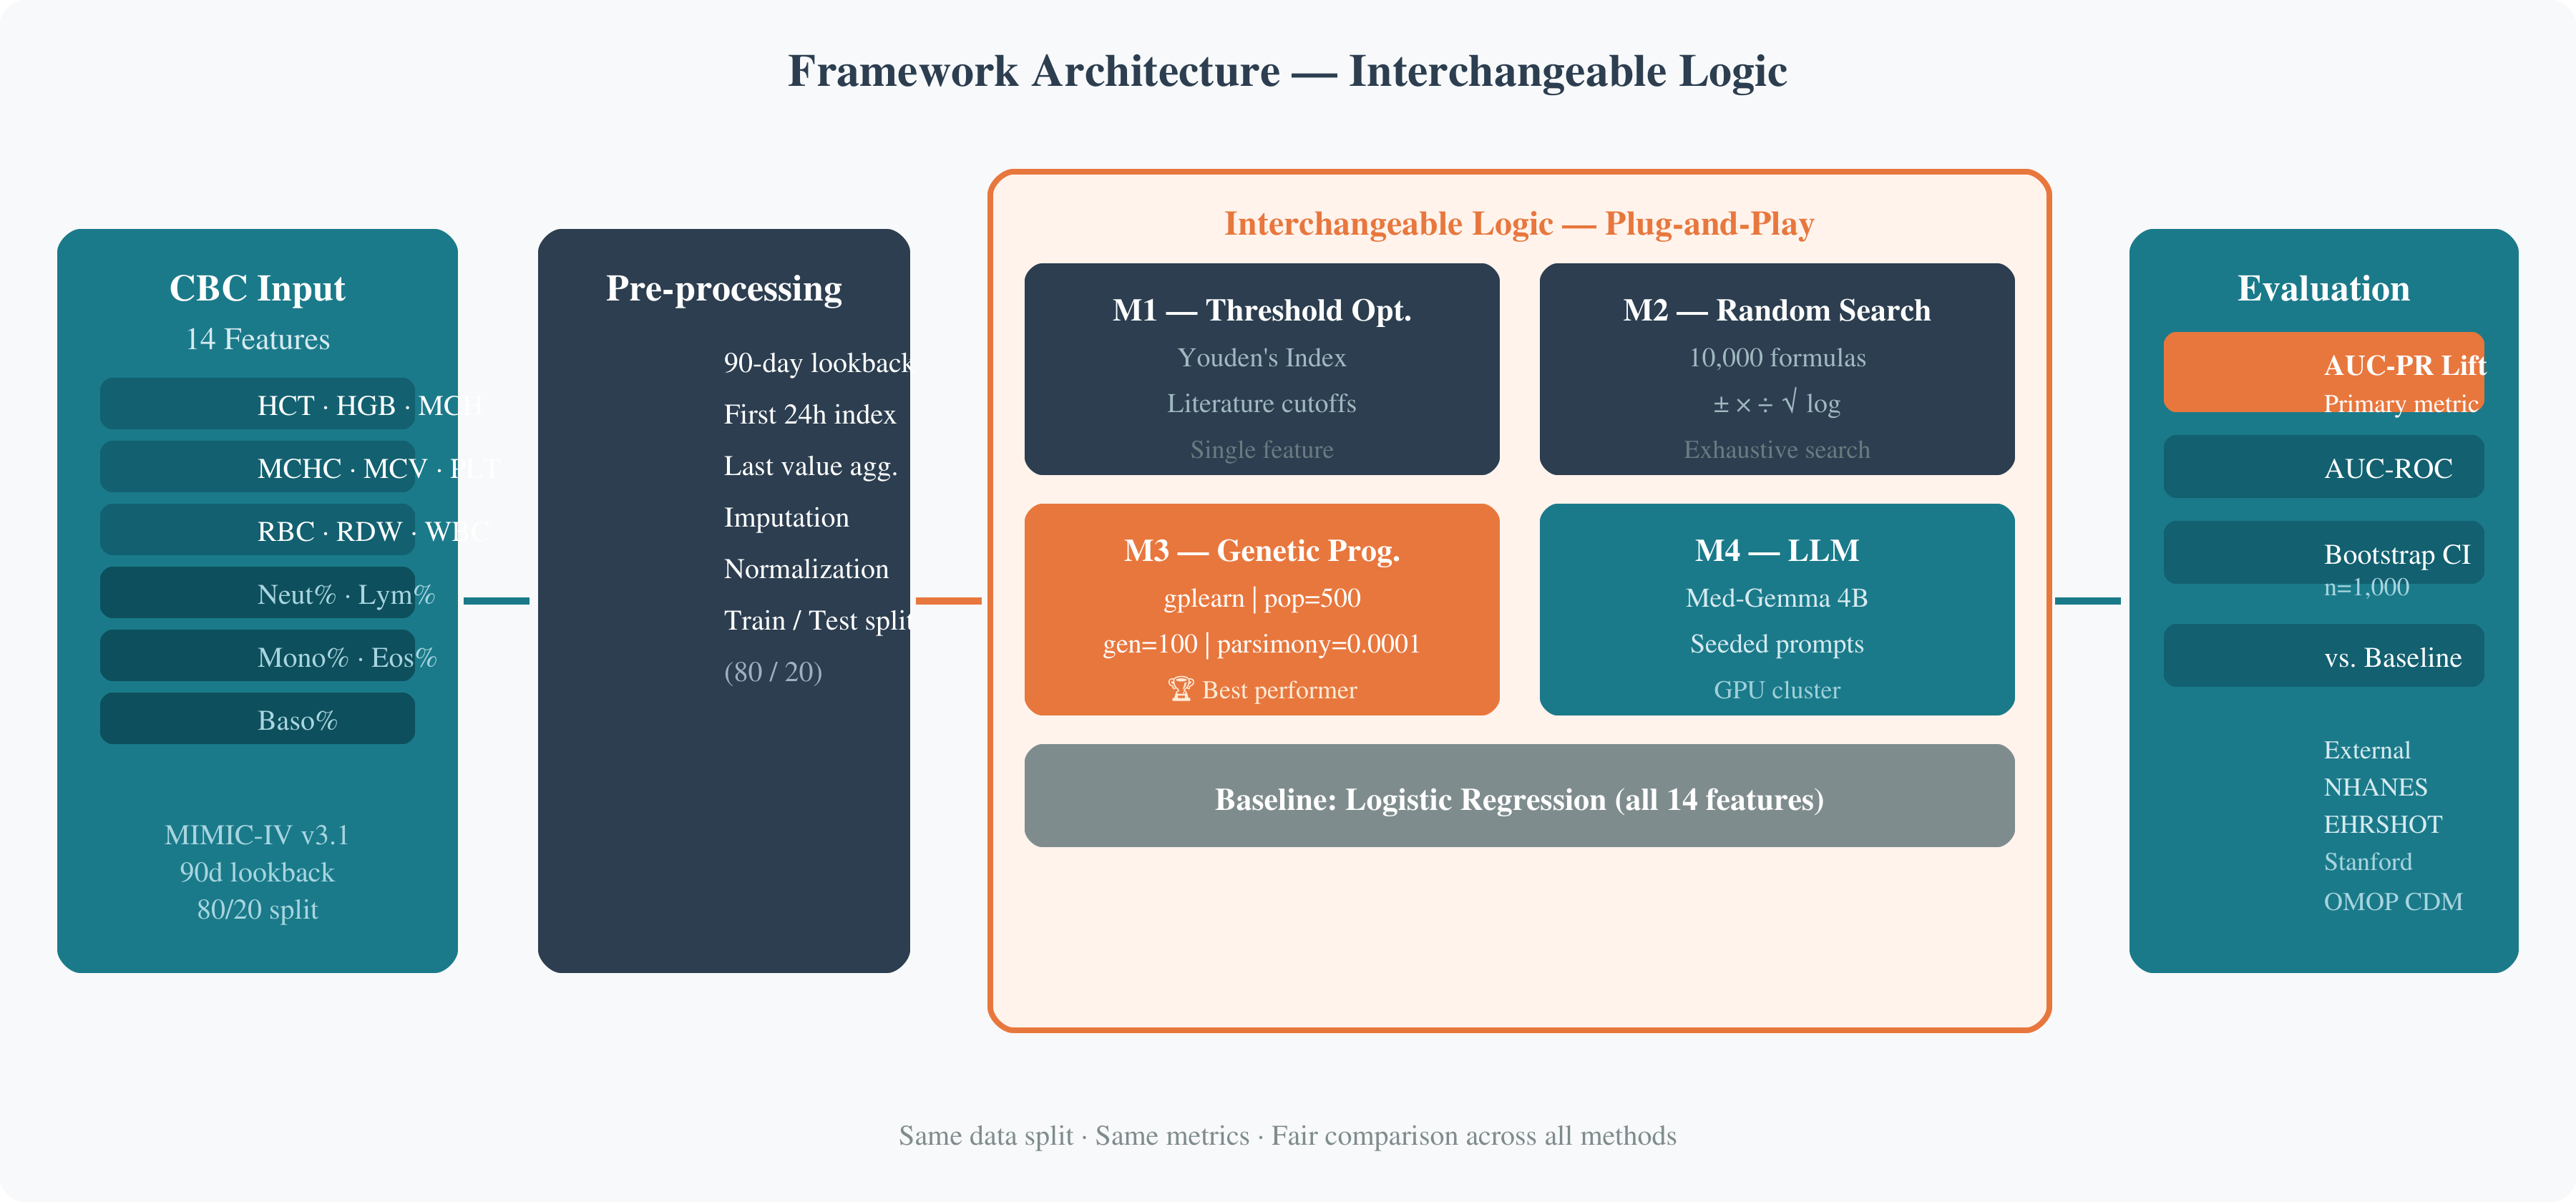 Framework Architecture — Interchangeable Logic
CBC Input
14 Features
HCT · HGB · MCH
MCHC · MCV · PLT
RBC · RDW · WBC
Neut% · Lym%
Mono% · Eos%
Baso%
MIMIC-IV v3.1
90d lookback
80/20 split
Pre-processing
90-day lookback
First 24h index
Last value agg.
Imputation
Normalization
Train / Test split
(80 / 20)
Interchangeable Logic — Plug-and-Play
M1 — Threshold Opt.
Youden's Index
Literature cutoffs
Single feature
M2 — Random Search
10,000 formulas
± × ÷ √ log
Exhaustive search
M3 — Genetic Prog.
gplearn | pop=500
gen=100 | parsimony=0.0001
🏆 Best performer
M4 — LLM
Med-Gemma 4B
Seeded prompts
GPU cluster
Baseline: Logistic Regression (all 14 features)
Evaluation
AUC-PR Lift
Primary metric
AUC-ROC
Bootstrap CI
n=1,000
vs. Baseline
External
NHANES
EHRSHOT
Stanford
OMOP CDM
Same data split · Same metrics · Fair comparison across all methods